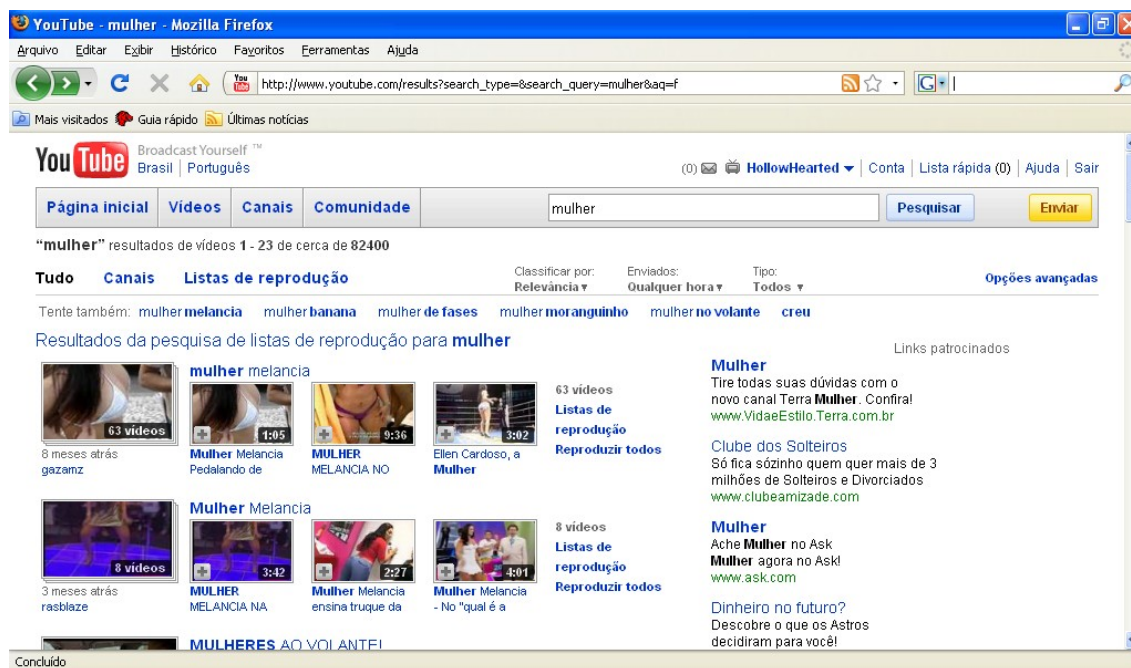 YouTube - mulher - Mozilla Firefox
Arquivo Editar Exibir Histórico Favoritos Ferramentas Ajuda
You Tube http://www.youtube.com/results?search_type=&search_query=mulher&aq=f G
Mais visitados Guia rápido Últimas notícias
You Tube Broadcast Yourself ™
Brasil | Português
(0) HollowHearted | Conta | Lista rápida (0) | Ajuda | Sair
Página inicial Vídeos Canais Comunidade mulher Pesquisar Enviar
“mulher” resultados de vídeos 1 - 23 de cerca de 82400
Tudo Canais Listas de reprodução
Classificar por: Relevância ▾
Enviados: Qualquer hora ▾
Tipo: Todos ▾
Opções avançadas
Tente também: mulher melancia mulher banana mulher de fases mulher moranguinho mulher no volante creu
Resultados da pesquisa de listas de reprodução para mulher
63 vídeos
8 meses atrás
gazamz
mulher melancia
1:05
Mulher Melancia
Pedalando de
9:36
MULHER
MELANCIA NO
3:02
Ellen Cardoso, a
Mulher
63 vídeos
Listas de
reprodução
Reproduzir todos
8 vídeos
3 meses atrás
rasblaze
Mulher Melancia
3:42
MULHER
MELANCIA NA
2:27
Mulher Melancia
ensina truque da
4:01
Mulher Melancia
- No "qual é a
8 vídeos
Listas de
reprodução
Reproduzir todos
MULHERES AO VOLANTE!
Links patrocinados
Mulher
Tire todas suas dúvidas com o
novo canal Terra Mulher. Confira!
www.VidaeEstilo.Terra.com.br
Clube dos Solteiros
Só fica sózinho quem quer mais de 3
milhões de Solteiros e Divorciados
www.clubeamizade.com
Mulher
Ache Mulher no Ask
Mulher agora no Ask!
www.ask.com
Dinheiro no futuro?
Descobre o que os Astros
decidiram para você!
Concluído